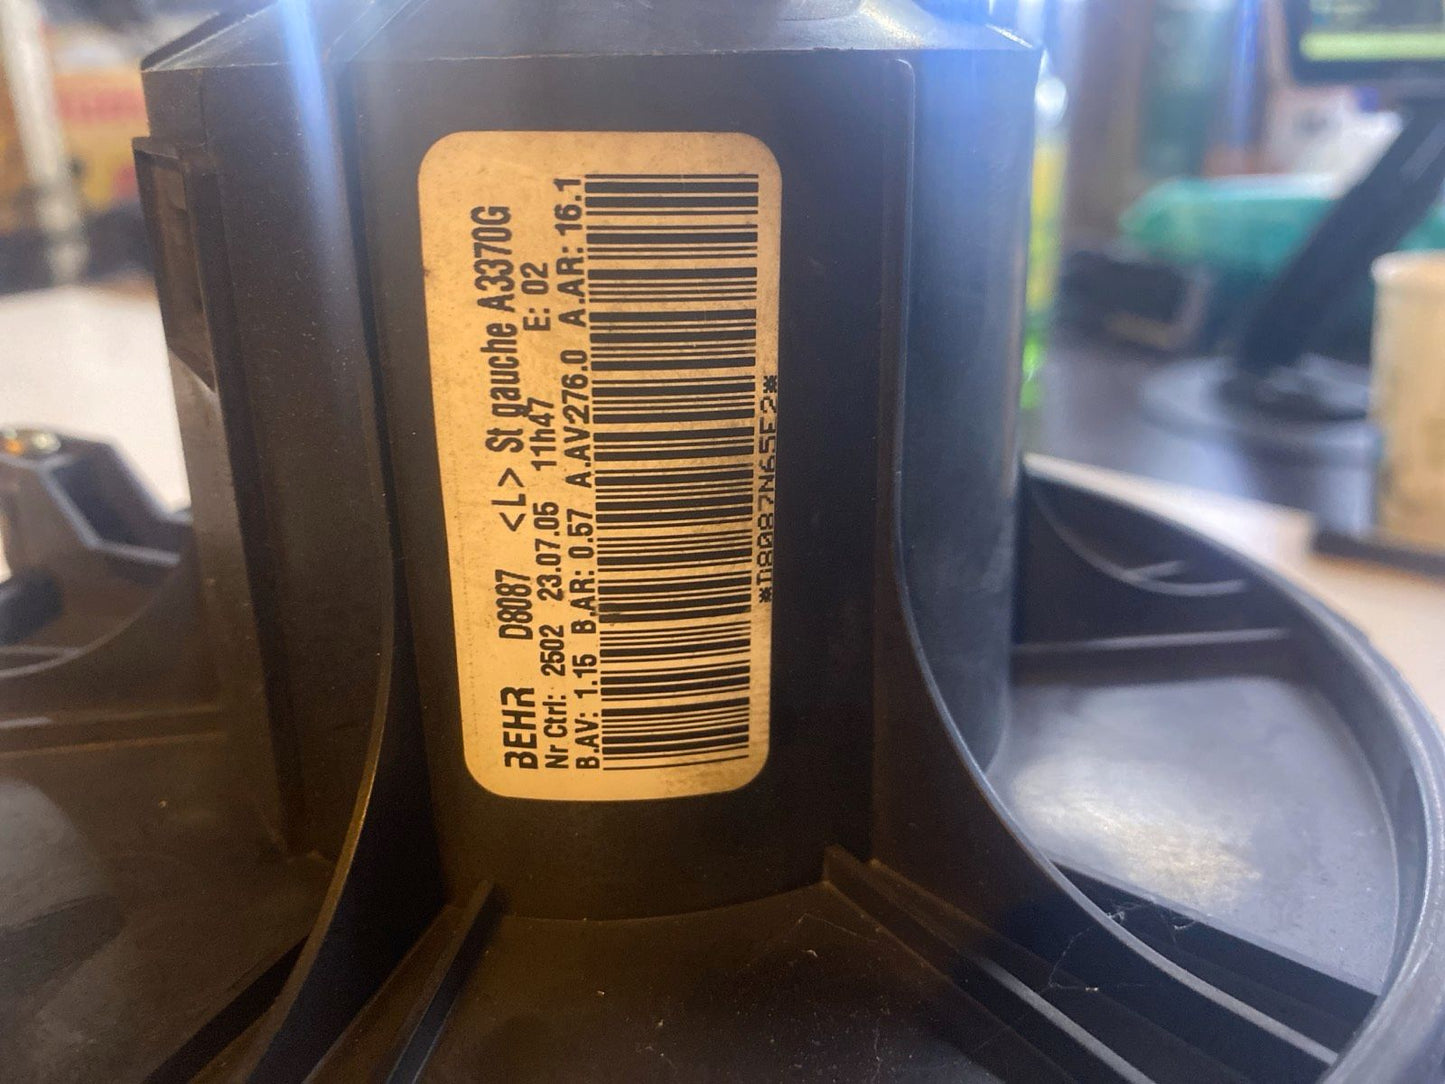 BEHR D8087 <L> St gauche A3370G
Nr Ctrl: 2502 23.07.05 11h47 E: 02
B.AV: 1.15 B.AR: 0.57 A.AV276.0 A.AR: 16.1
*D8087N65E2*